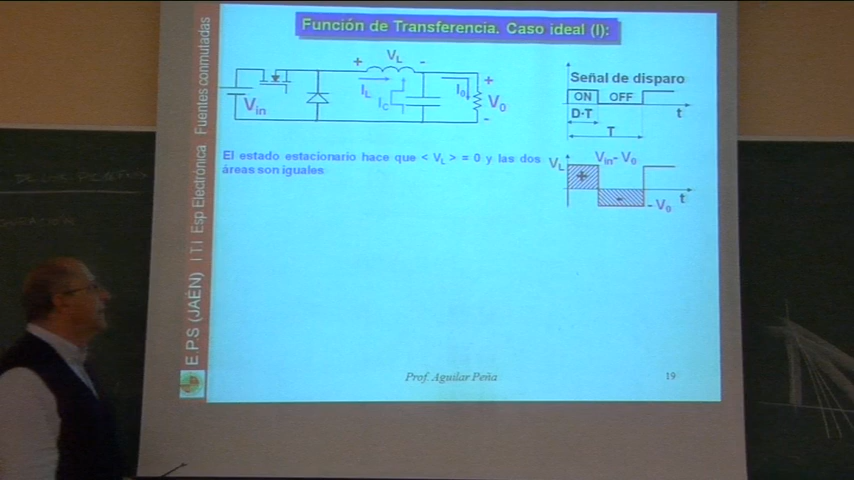 Función de Transferencia. Caso ideal (I):
E.P.S (JAÉN) I T I Esp Electrónica Fuentes conmutadas
+ VL -
Vin
IL
IC
I0
+
V0
-
Señal de disparo
ON OFF
D·T
t
T
El estado estacionario hace que < VL > = 0 y las dos
áreas son iguales
VL
Vin- V0
+
-
- V0
t
Prof. Aguilar Peña
19